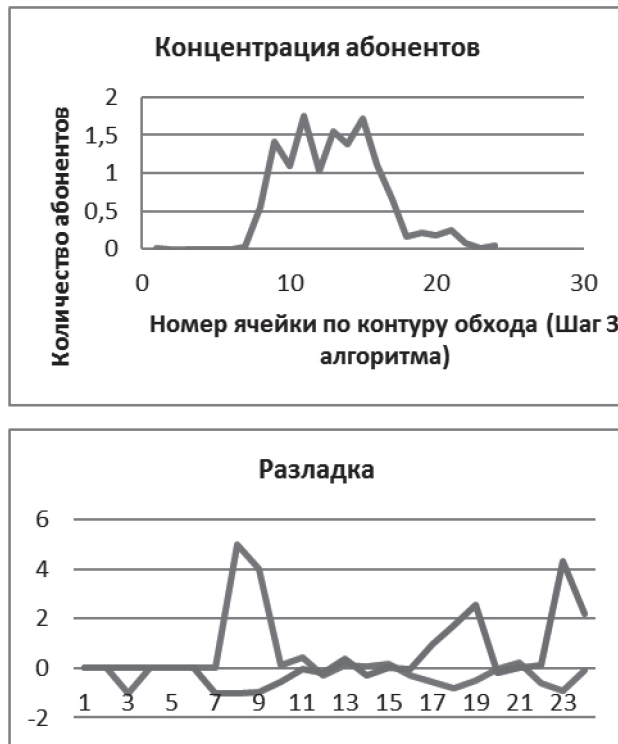 Концентрация абонентов
Количество абонентов
2
1,5
1
0,5
0
0 10 20 30
Номер ячейки по контуру обхода (Шаг 3
алгоритма)
Разладка
6
4
2
0
-2
1 3 5 7 9 11 13 15 17 19 21 23